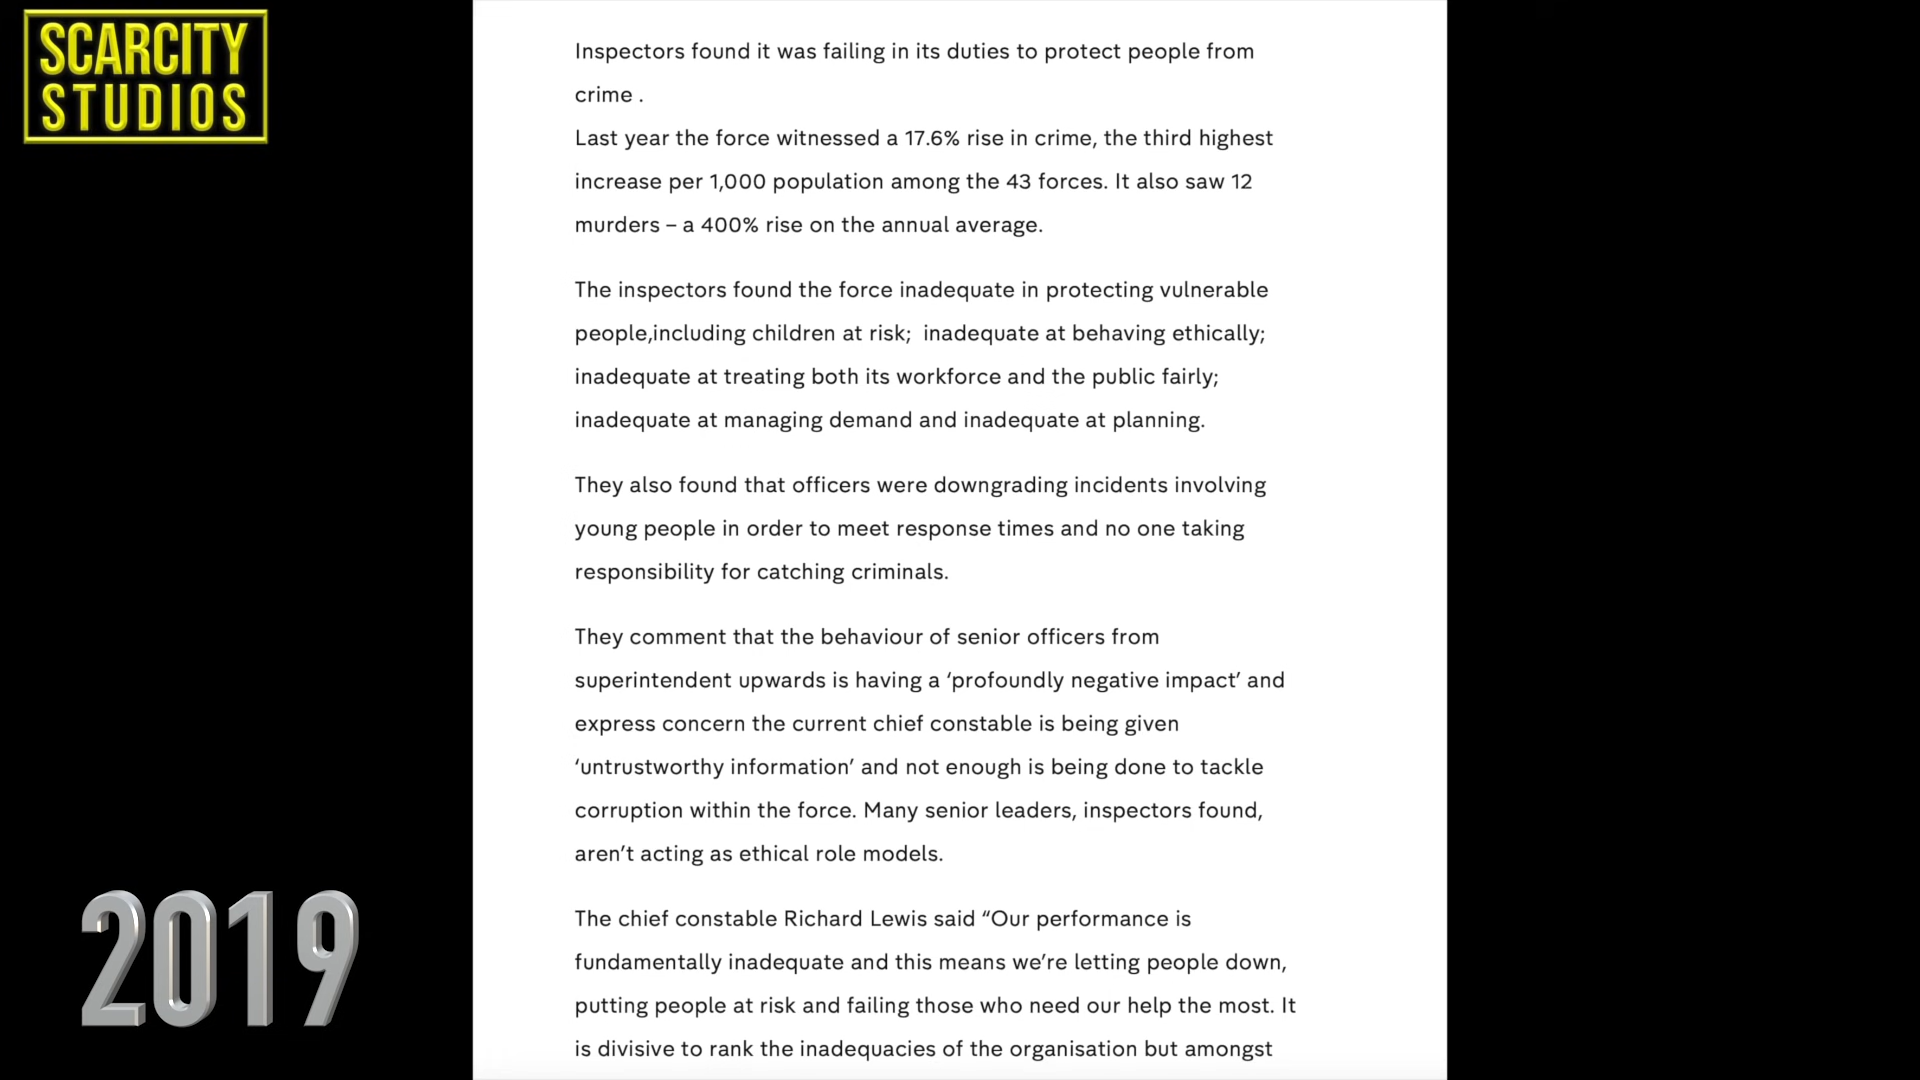 SCARCITY
STUDIOS
Inspectors found it was failing in its duties to protect people from
crime .
Last year the force witnessed a 17.6% rise in crime, the third highest
increase per 1,000 population among the 43 forces. It also saw 12
murders – a 400% rise on the annual average.
The inspectors found the force inadequate in protecting vulnerable
people,including children at risk;  inadequate at behaving ethically;
inadequate at treating both its workforce and the public fairly;
inadequate at managing demand and inadequate at planning.
They also found that officers were downgrading incidents involving
young people in order to meet response times and no one taking
responsibility for catching criminals.
They comment that the behaviour of senior officers from
superintendent upwards is having a ‘profoundly negative impact’ and
express concern the current chief constable is being given
‘untrustworthy information’ and not enough is being done to tackle
corruption within the force. Many senior leaders, inspectors found,
aren’t acting as ethical role models.
The chief constable Richard Lewis said “Our performance is
fundamentally inadequate and this means we’re letting people down,
putting people at risk and failing those who need our help the most. It
is divisive to rank the inadequacies of the organisation but amongst
2019